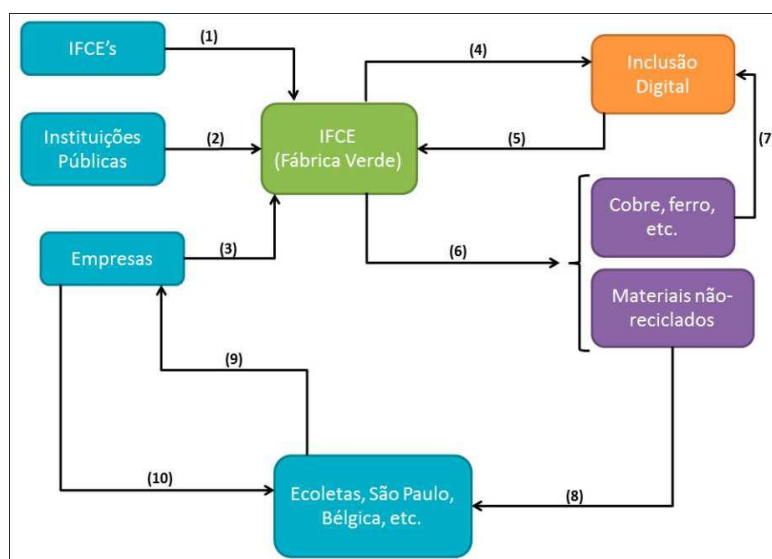 IFCE's
(1)
(4)
Inclusão
Digital
Instituições
Públicas
(2)
IFCE
(Fábrica Verde)
(5)
(7)
Cobre, ferro,
etc.
Empresas
(3)
(6)
Materiais não-
reciclados
(9)
(10)
Ecoletas, São Paulo,
Bélgica, etc.
(8)